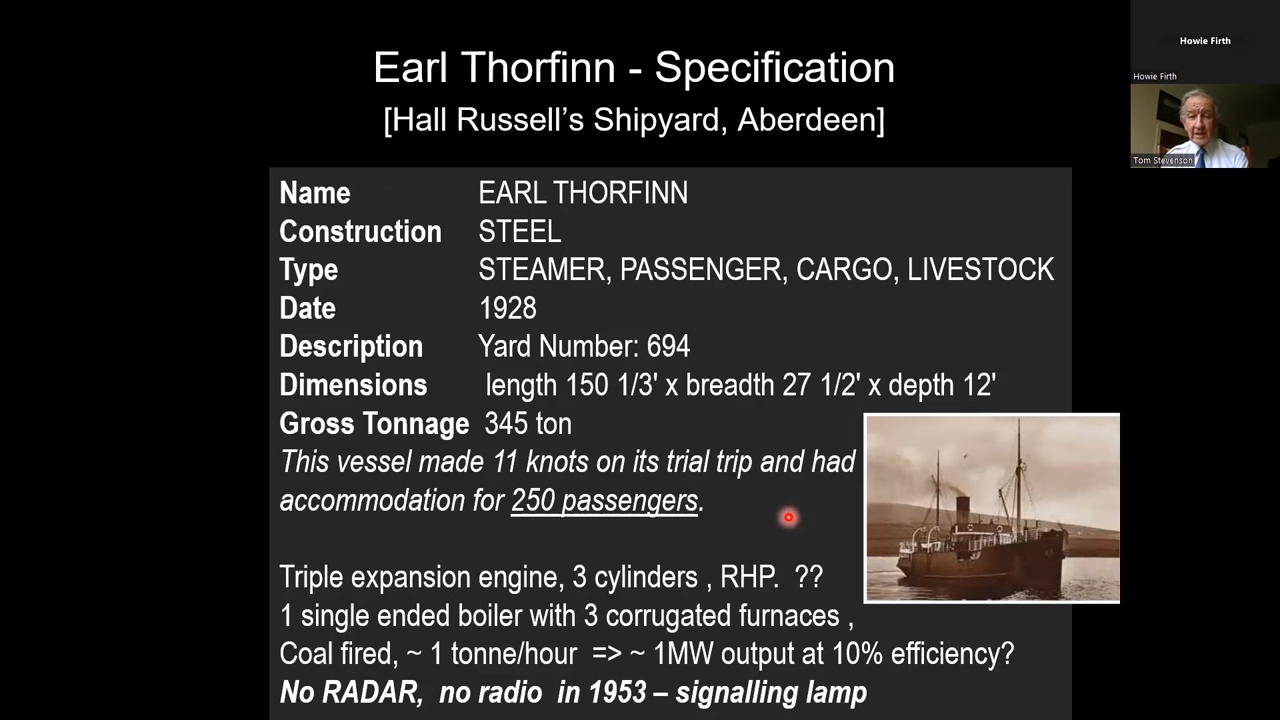 Earl Thorfinn - Specification
[Hall Russell's Shipyard, Aberdeen]
Howie Firth
Howie Firth
Tom Stevenson
Name EARL THORFINN
Construction STEEL
Type STEAMER, PASSENGER, CARGO, LIVESTOCK
Date 1928
Description Yard Number: 694
Dimensions length 150 1/3' x breadth 27 1/2' x depth 12'
Gross Tonnage 345 ton
This vessel made 11 knots on its trial trip and had
accommodation for 250 passengers.
Triple expansion engine, 3 cylinders , RHP. ??
1 single ended boiler with 3 corrugated furnaces ,
Coal fired, ~ 1 tonne/hour => ~ 1MW output at 10% efficiency?
No RADAR, no radio in 1953 – signalling lamp